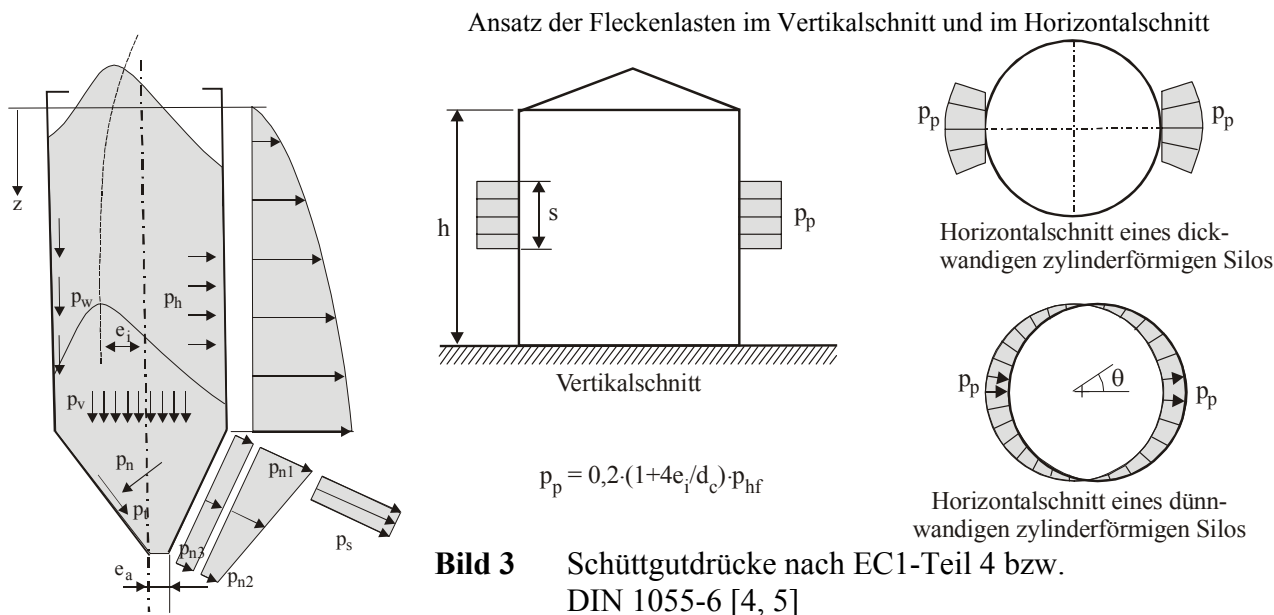 Ansatz der Fleckenlasten im Vertikalschnitt und im Horizontalschnitt
z
p_w
p_h
e_i
p_v
p_n
p_t
e_a
p_n3
p_n1
p_n2
p_s
h
s
p_p
Vertikalschnitt
p_p = 0,2·(1+4e_i/d_c)·p_hf
p_p
p_p
Horizontalschnitt eines dick-
wandigen zylinderförmigen Silos
p_p
θ
p_p
Horizontalschnitt eines dünn-
wandigen zylinderförmigen Silos
Bild 3 Schüttgutdrücke nach EC1-Teil 4 bzw.
DIN 1055-6 [4, 5]